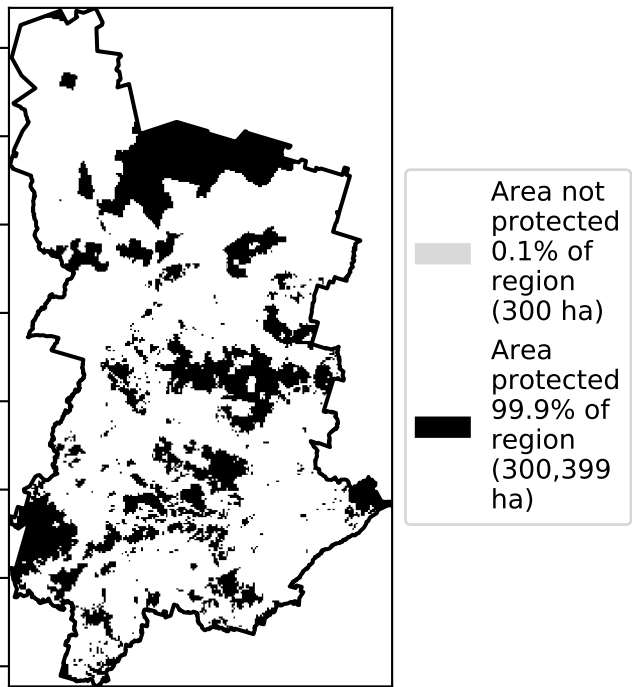 Area not
protected
0.1% of
region
(300 ha)
Area
protected
99.9% of
region
(300,399
ha)